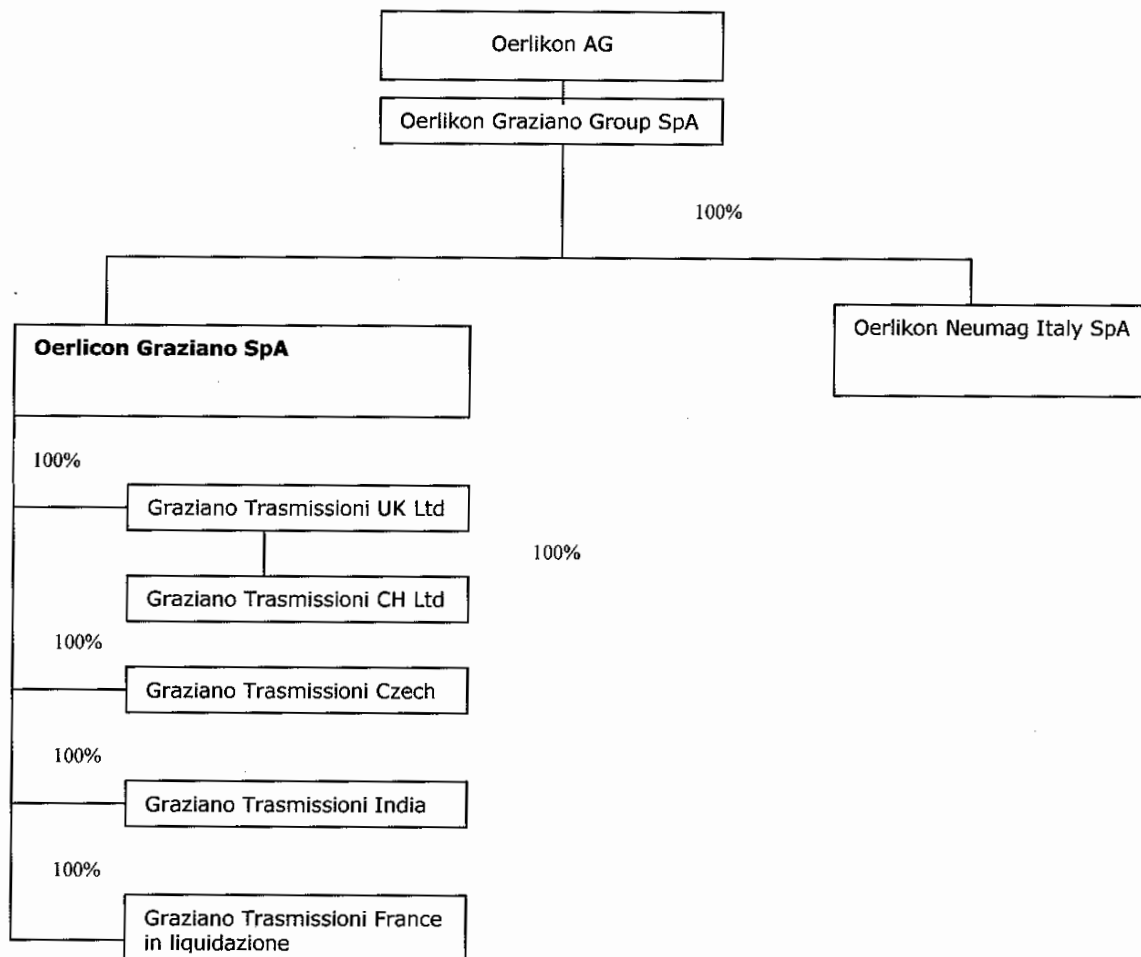 Oerlikon AG
Oerlikon Graziano Group SpA
100%
Oerlicon Graziano SpA
Oerlikon Neumag Italy SpA
100%
Graziano Trasmissioni UK Ltd
100%
Graziano Trasmissioni CH Ltd
100%
Graziano Trasmissioni Czech
100%
Graziano Trasmissioni India
100%
Graziano Trasmissioni France
in liquidazione